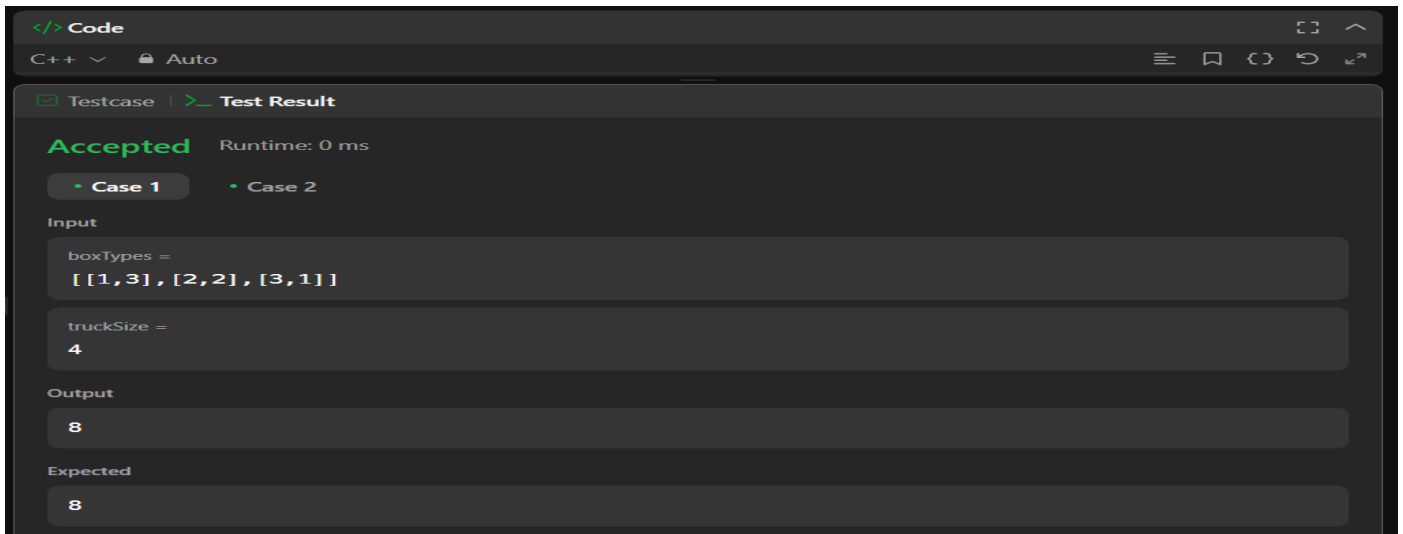 </> Code
C++ Auto
Testcase | >_ Test Result
Accepted Runtime: 0 ms
• Case 1 • Case 2
Input
boxTypes =
[[1,3],[2,2],[3,1]]
truckSize =
4
Output
8
Expected
8